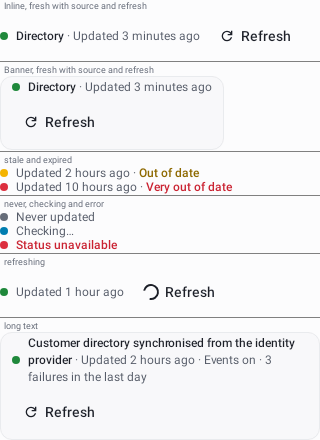 Inline, fresh with source and refresh
Directory · Updated 3 minutes ago Refresh
Banner, fresh with source and refresh
Directory · Updated 3 minutes ago
Refresh
stale and expired
Updated 2 hours ago · Out of date
Updated 10 hours ago · Very out of date
never, checking and error
Never updated
Checking...
Status unavailable
refreshing
Updated 1 hour ago Refresh
long text
Customer directory synchronised from the identity
provider · Updated 2 hours ago · Events on · 3
failures in the last day
Refresh